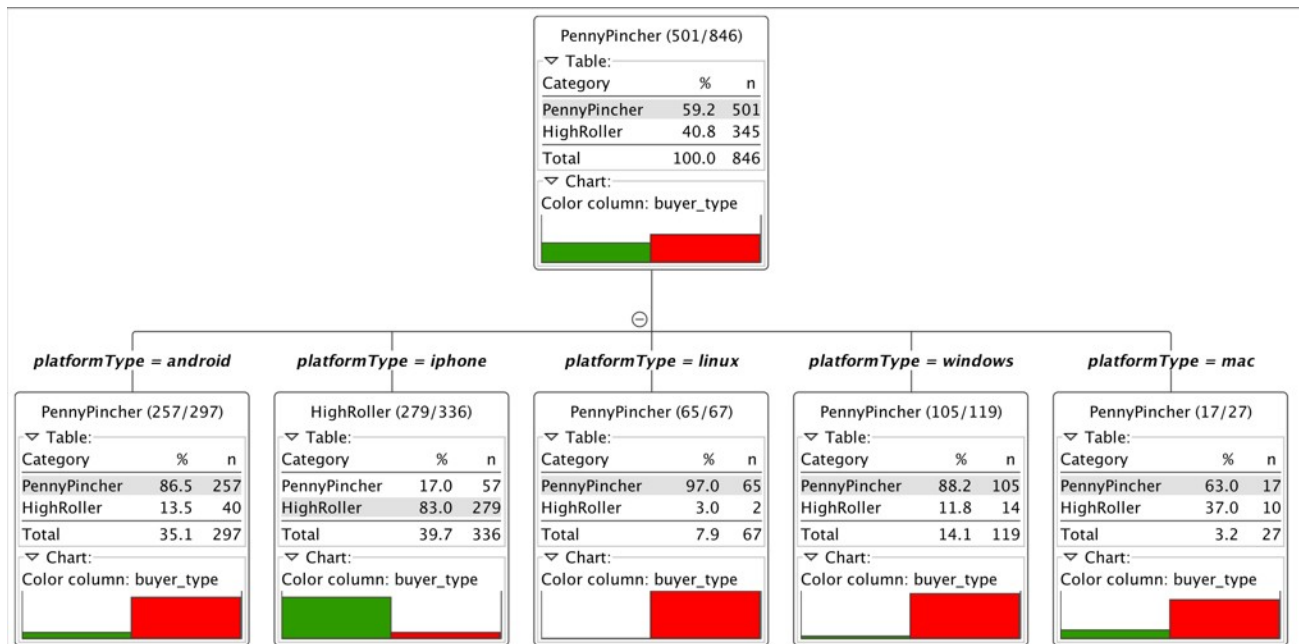 PennyPincher (501/846)
▽ Table:
Category % n
PennyPincher 59.2 501
HighRoller 40.8 345
Total 100.0 846
▽ Chart:
Color column: buyer_type
platformType = android
PennyPincher (257/297)
▽ Table:
Category % n
PennyPincher 86.5 257
HighRoller 13.5 40
Total 35.1 297
▽ Chart:
Color column: buyer_type
platformType = iphone
HighRoller (279/336)
▽ Table:
Category % n
PennyPincher 17.0 57
HighRoller 83.0 279
Total 39.7 336
▽ Chart:
Color column: buyer_type
platformType = linux
PennyPincher (65/67)
▽ Table:
Category % n
PennyPincher 97.0 65
HighRoller 3.0 2
Total 7.9 67
▽ Chart:
Color column: buyer_type
platformType = windows
PennyPincher (105/119)
▽ Table:
Category % n
PennyPincher 88.2 105
HighRoller 11.8 14
Total 14.1 119
▽ Chart:
Color column: buyer_type
platformType = mac
PennyPincher (17/27)
▽ Table:
Category % n
PennyPincher 63.0 17
HighRoller 37.0 10
Total 3.2 27
▽ Chart:
Color column: buyer_type